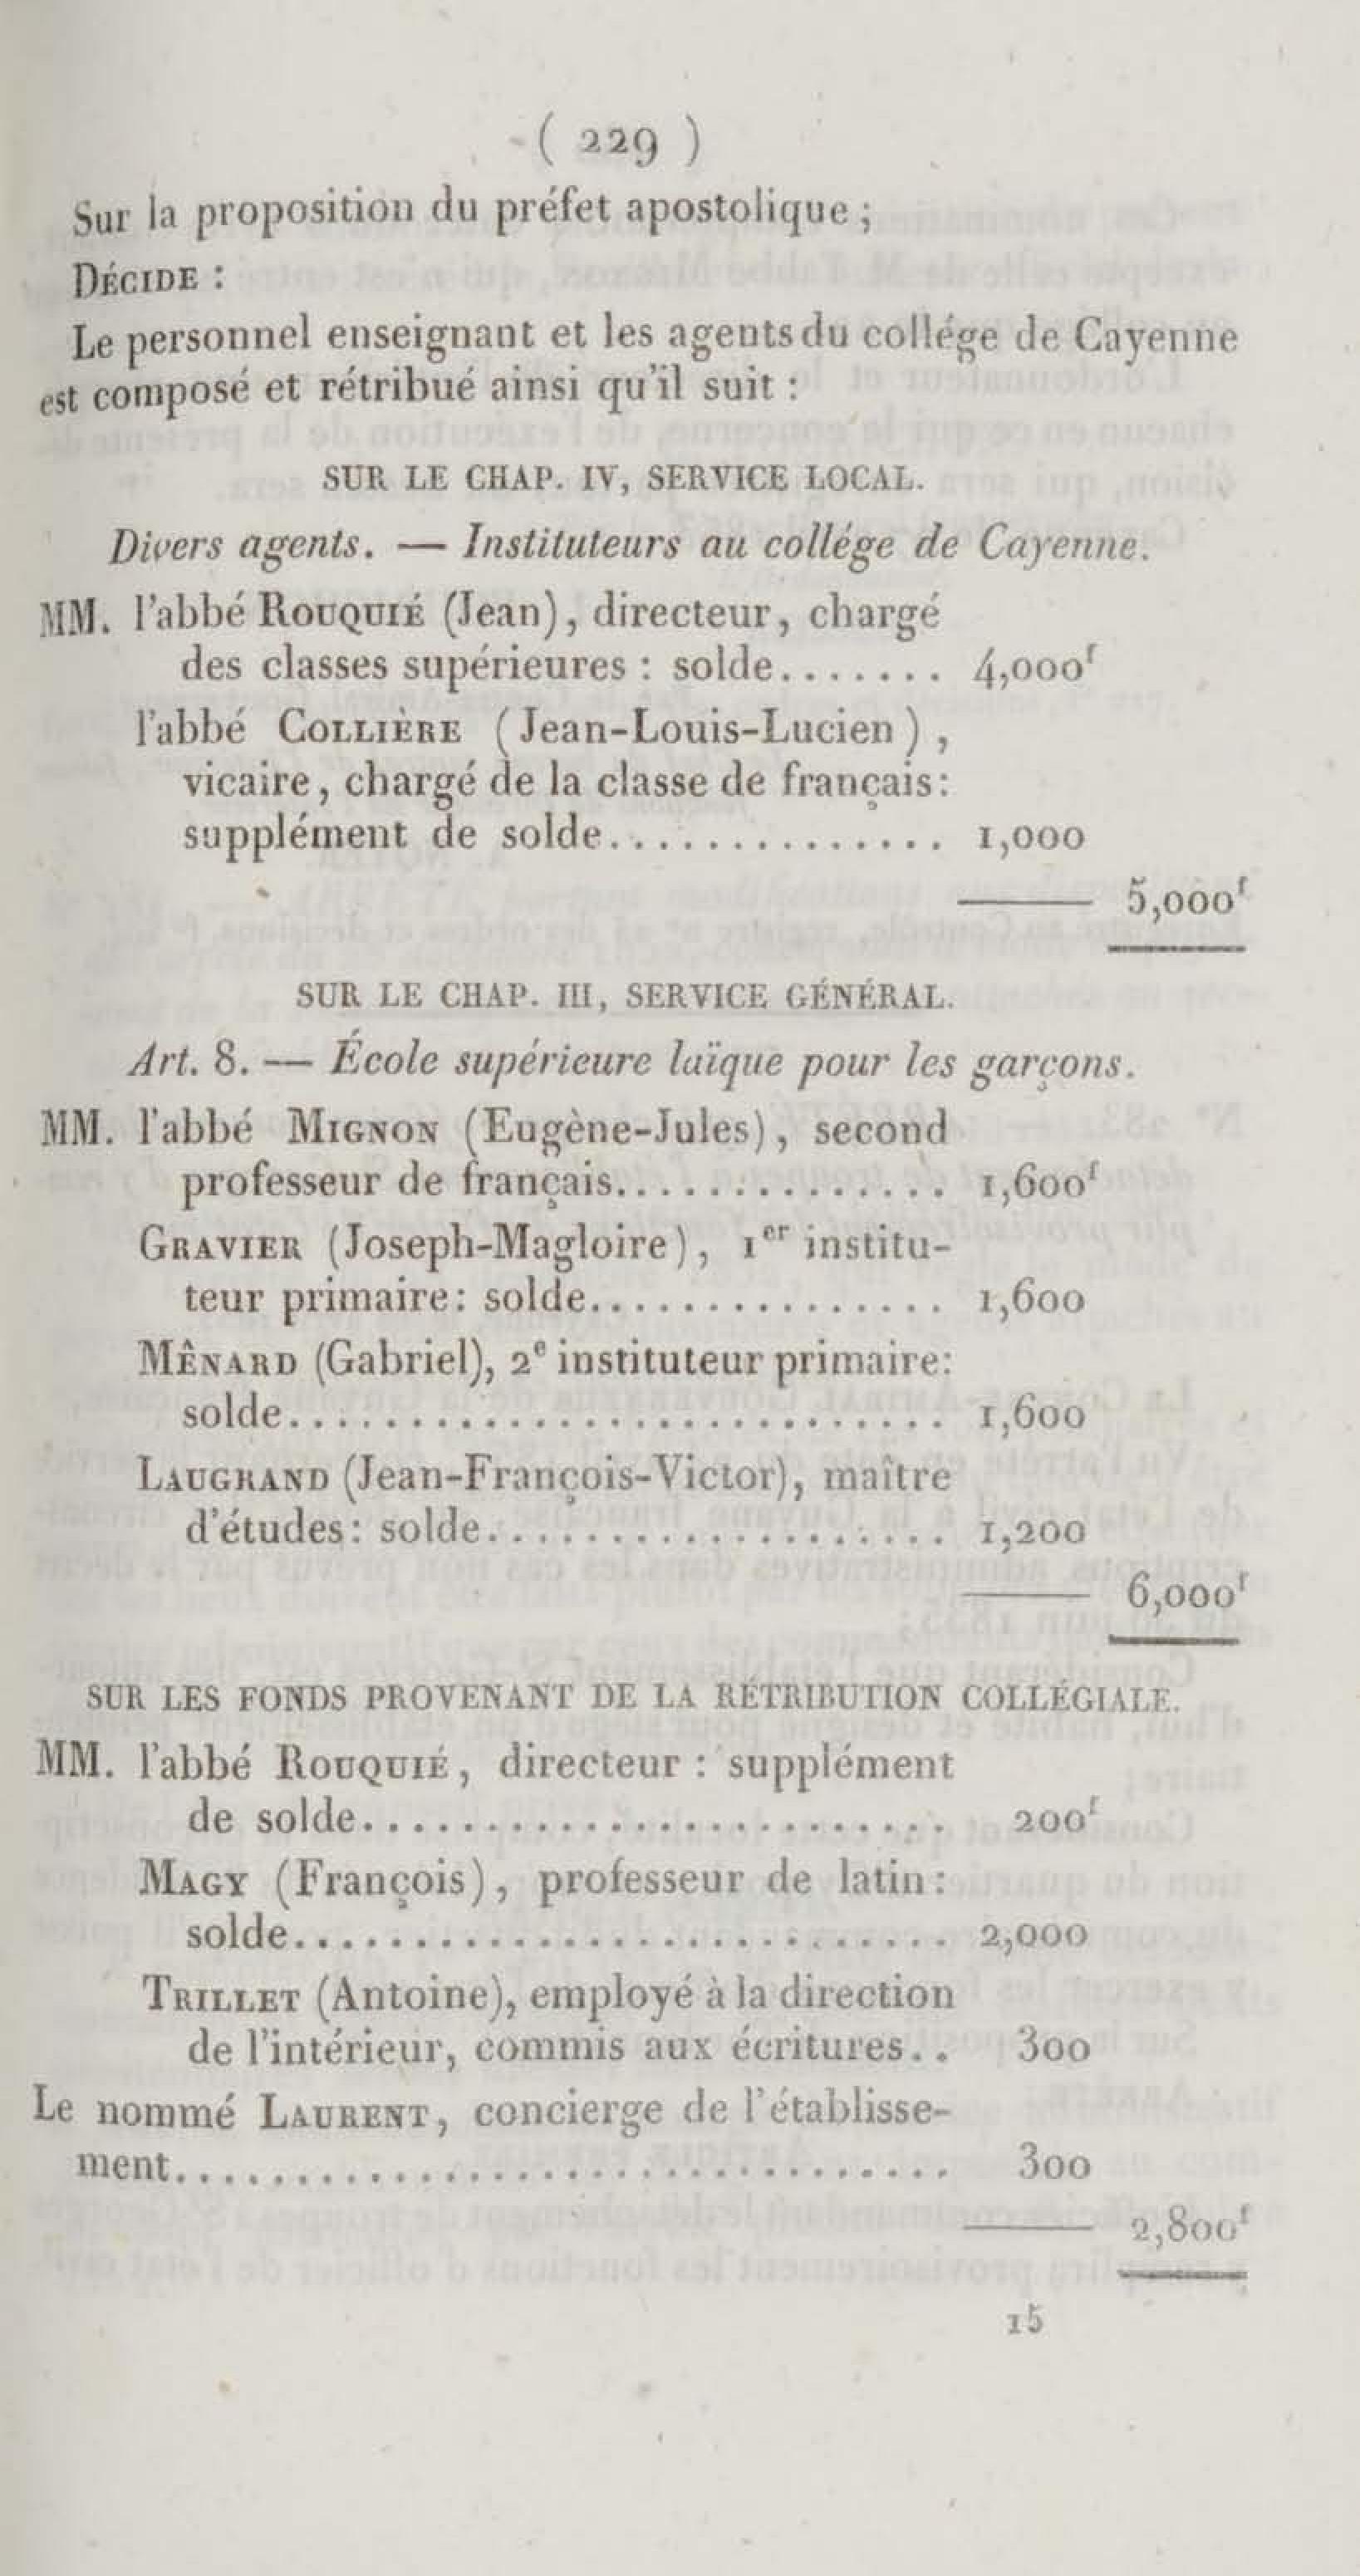 ( 229 )
Sur la proposition du préfet apostolique ;
DÉCIDE :
Le personnel enseignant et les agents du collége de Cayenne
est composé et rétribué ainsi qu'il suit :
SUR LE CHAP. IV, SERVICE LOCAL.
Divers agents. — Instituteurs au collége de Cayenne.
MM. l'abbé ROUQUIÉ (Jean), directeur, chargé
des classes supérieures : solde........ 4,000f
l'abbé COLLIÈRE (Jean-Louis-Lucien),
vicaire, chargé de la classe de français:
supplément de solde.............. 1,000
5,000f
SUR LE CHAP. III, SERVICE GÉNÉRAL.
Art. 8. — École supérieure laïque pour les garçons.
MM. l'abbé MIGNON (Eugène-Jules), second
professeur de français.............. 1,600f
GRAVIER (Joseph-Magloire), 1er institu-
teur primaire: solde............... 1,600
MÊNARD (Gabriel), 2e instituteur primaire:
solde............................ 1,600
LAUGRAND (Jean-François-Victor), maître
d'études: solde.................... 1,200
6,000f
SUR LES FONDS PROVENANT DE LA RÉTRIBUTION COLLÉGIALE.
MM. l'abbé ROUQUIÉ, directeur : supplément
de solde......................... 200f
MAGY (François), professeur de latin:
solde............................ 2,000
TRILLET (Antoine), employé à la direction
de l'intérieur, commis aux écritures.. 300
Le nommé LAURENT, concierge de l'établisse-
ment................................. 300
2,800f
15